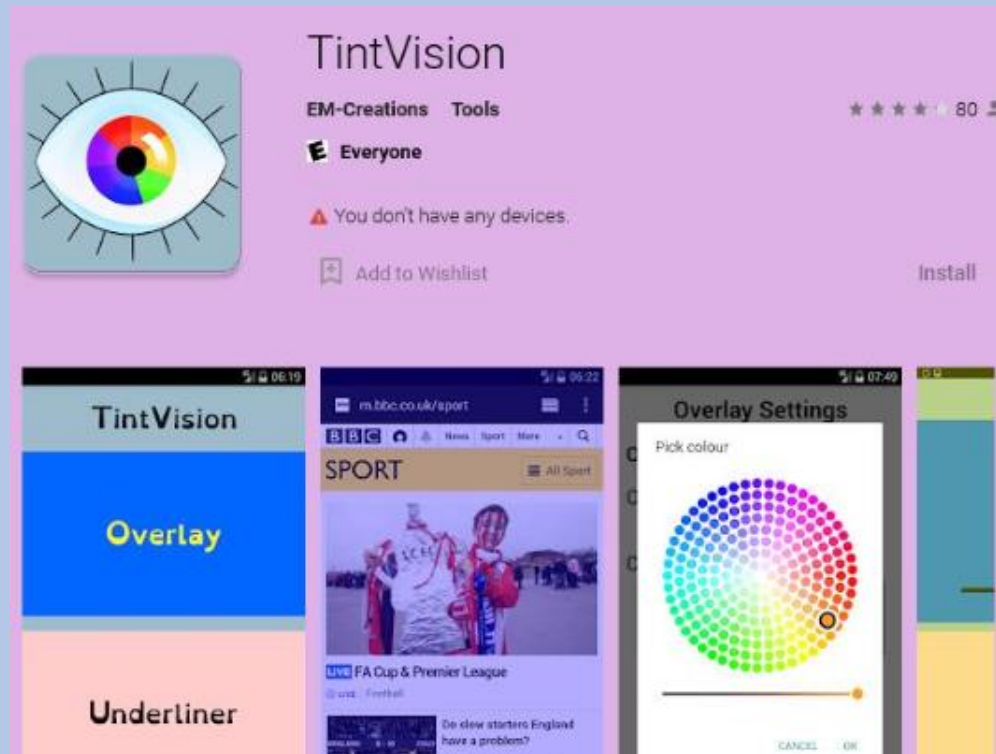 TintVision
EM-Creations Tools
80
E Everyone
You don't have any devices.
Add to Wishlist
Install
06:19
TintVision
Overlay
Underliner
06:22
m.bbc.co.uk/sport
BBC News Sport More
SPORT All Sport
LIVE FA Cup & Premier League
LIVE Football
Do slow starters England
have a problem?
07:49
Overlay Settings
Pick colour
CANCEL OK